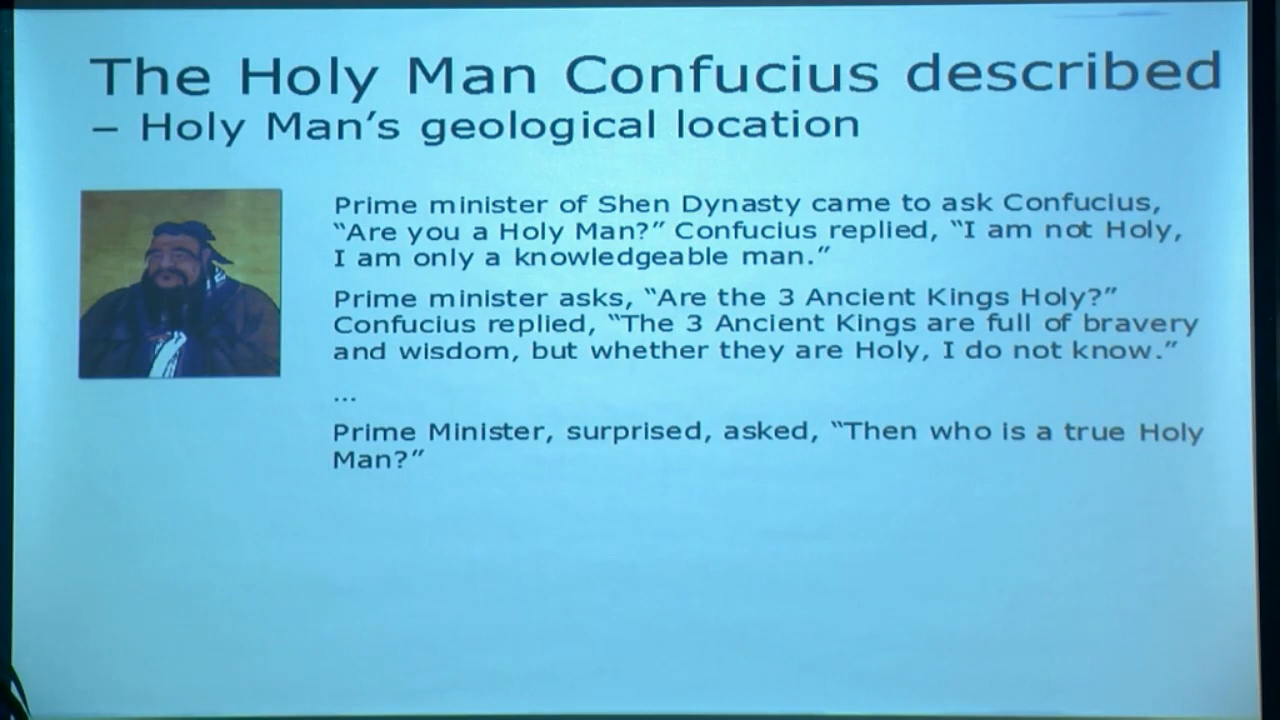 The Holy Man Confucius described
– Holy Man’s geological location
Prime minister of Shen Dynasty came to ask Confucius,
“Are you a Holy Man?” Confucius replied, “I am not Holy,
I am only a knowledgeable man.”
Prime minister asks, “Are the 3 Ancient Kings Holy?”
Confucius replied, “The 3 Ancient Kings are full of bravery
and wisdom, but whether they are Holy, I do not know.”
...
Prime Minister, surprised, asked, “Then who is a true Holy
Man?”